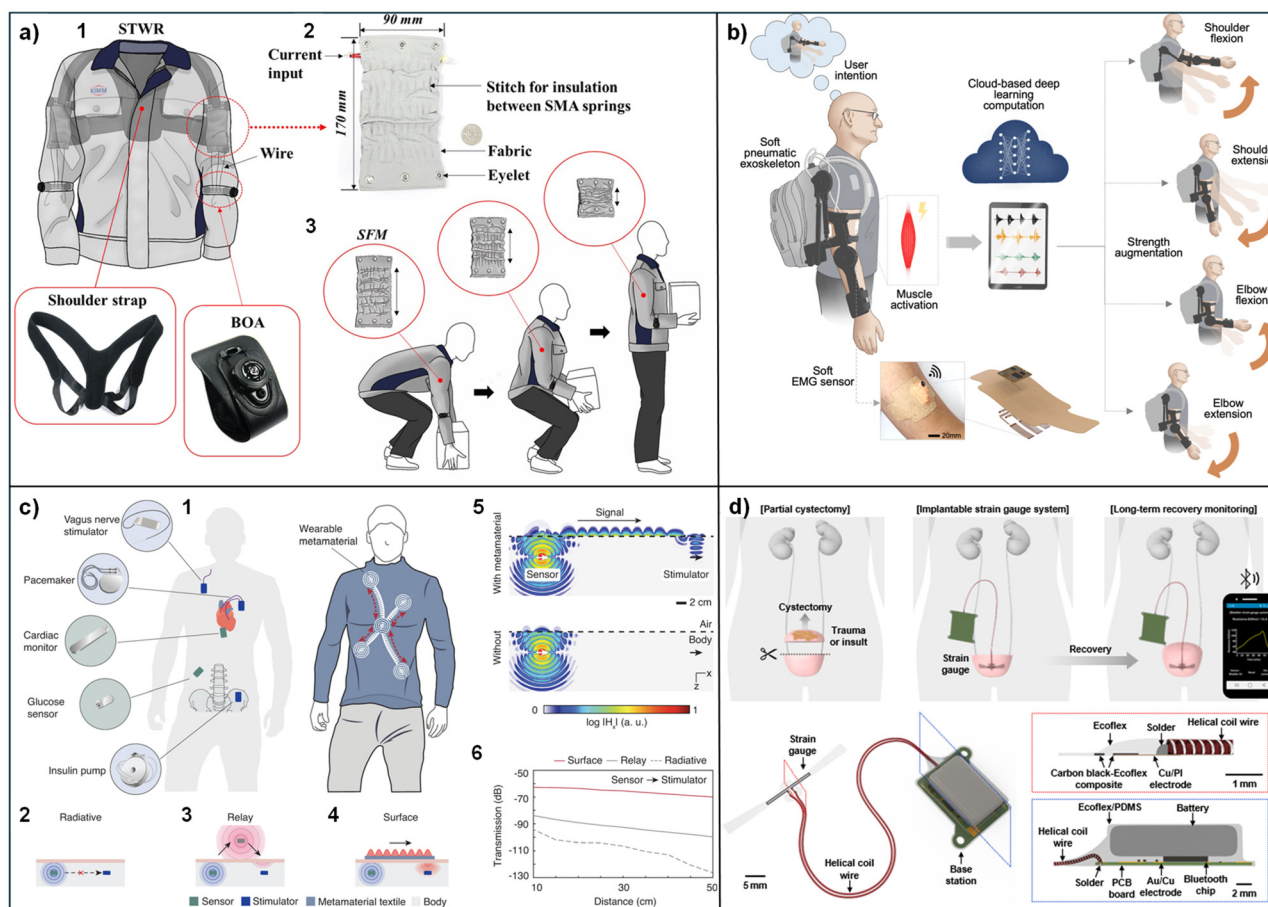 a)
1
STWR
KIMM
Wire
Shoulder strap
BOA
2
90 mm
170 mm
Current
input
Stitch for insulation
between SMA springs
Fabric
Eyelet
3
SFM
b)
User
intention
Soft
pneumatic
exoskeleton
Cloud-based deep
learning
computation
Muscle
activation
Strength
augmentation
Soft
EMG sensor
20mm
Shoulder
flexion
Shoulder
extension
Elbow
flexion
Elbow
extension
c)
1
Vagus nerve
stimulator
Pacemaker
Cardiac
monitor
Glucose
sensor
Insulin pump
Wearable
metamaterial
2
Radiative
3
Relay
4
Surface
Sensor
Stimulator
Metamaterial textile
Body
5
With metamaterial
Signal
Sensor
Stimulator
2 cm
Without
Air
Body
x
z
0
1
log |Hₓ| (a. u.)
6
Surface
Relay
Radiative
Sensor → Stimulator
Transmission (dB)
-50
-70
-90
-110
-130
10
50
Distance (cm)
d)
[Partial cystectomy]
[Implantable strain gauge system]
[Long-term recovery monitoring]
Cystectomy
Trauma
or insult
Strain
gauge
Recovery
Strain
gauge
Helical coil
wire
Base
station
5 mm
Ecoflex
Solder
Helical coil wire
Carbon black-Ecoflex
composite
Cu/PI
electrode
1 mm
Ecoflex/PDMS
Battery
Helical coil
wire
Solder
PCB
board
Au/Cu
electrode
Bluetooth
chip
2 mm